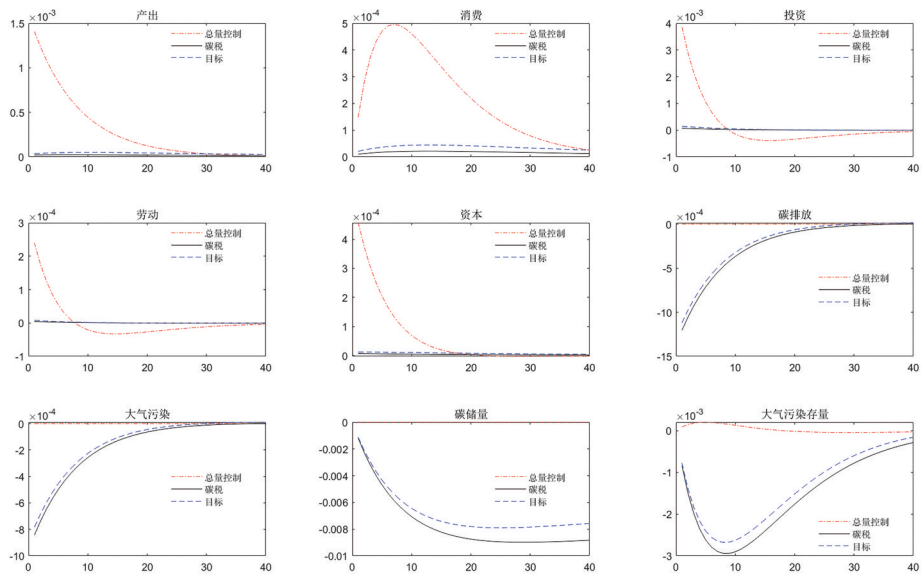 产出
×10⁻³
1.5
1
0.5
0
0 10 20 30 40
总量控制
碳税
目标
消费
×10⁻⁴
5
4
3
2
1
0
0 10 20 30 40
总量控制
碳税
目标
投资
×10⁻³
4
3
2
1
0
-1
0 10 20 30 40
总量控制
碳税
目标
劳动
×10⁻⁴
3
2
1
0
-1
0 10 20 30 40
总量控制
碳税
目标
资本
×10⁻⁴
4
2
0
0 10 20 30 40
总量控制
碳税
目标
碳排放
×10⁻⁴
0
-5
-10
-15
0 10 20 30 40
总量控制
碳税
目标
大气污染
×10⁻⁴
0
-2
-4
-6
-8
-10
0 10 20 30 40
总量控制
碳税
目标
碳储量
0
-0.002
-0.004
-0.006
-0.008
-0.01
0 10 20 30 40
总量控制
碳税
目标
大气污染存量
×10⁻³
0
-1
-2
-3
0 10 20 30 40
总量控制
碳税
目标